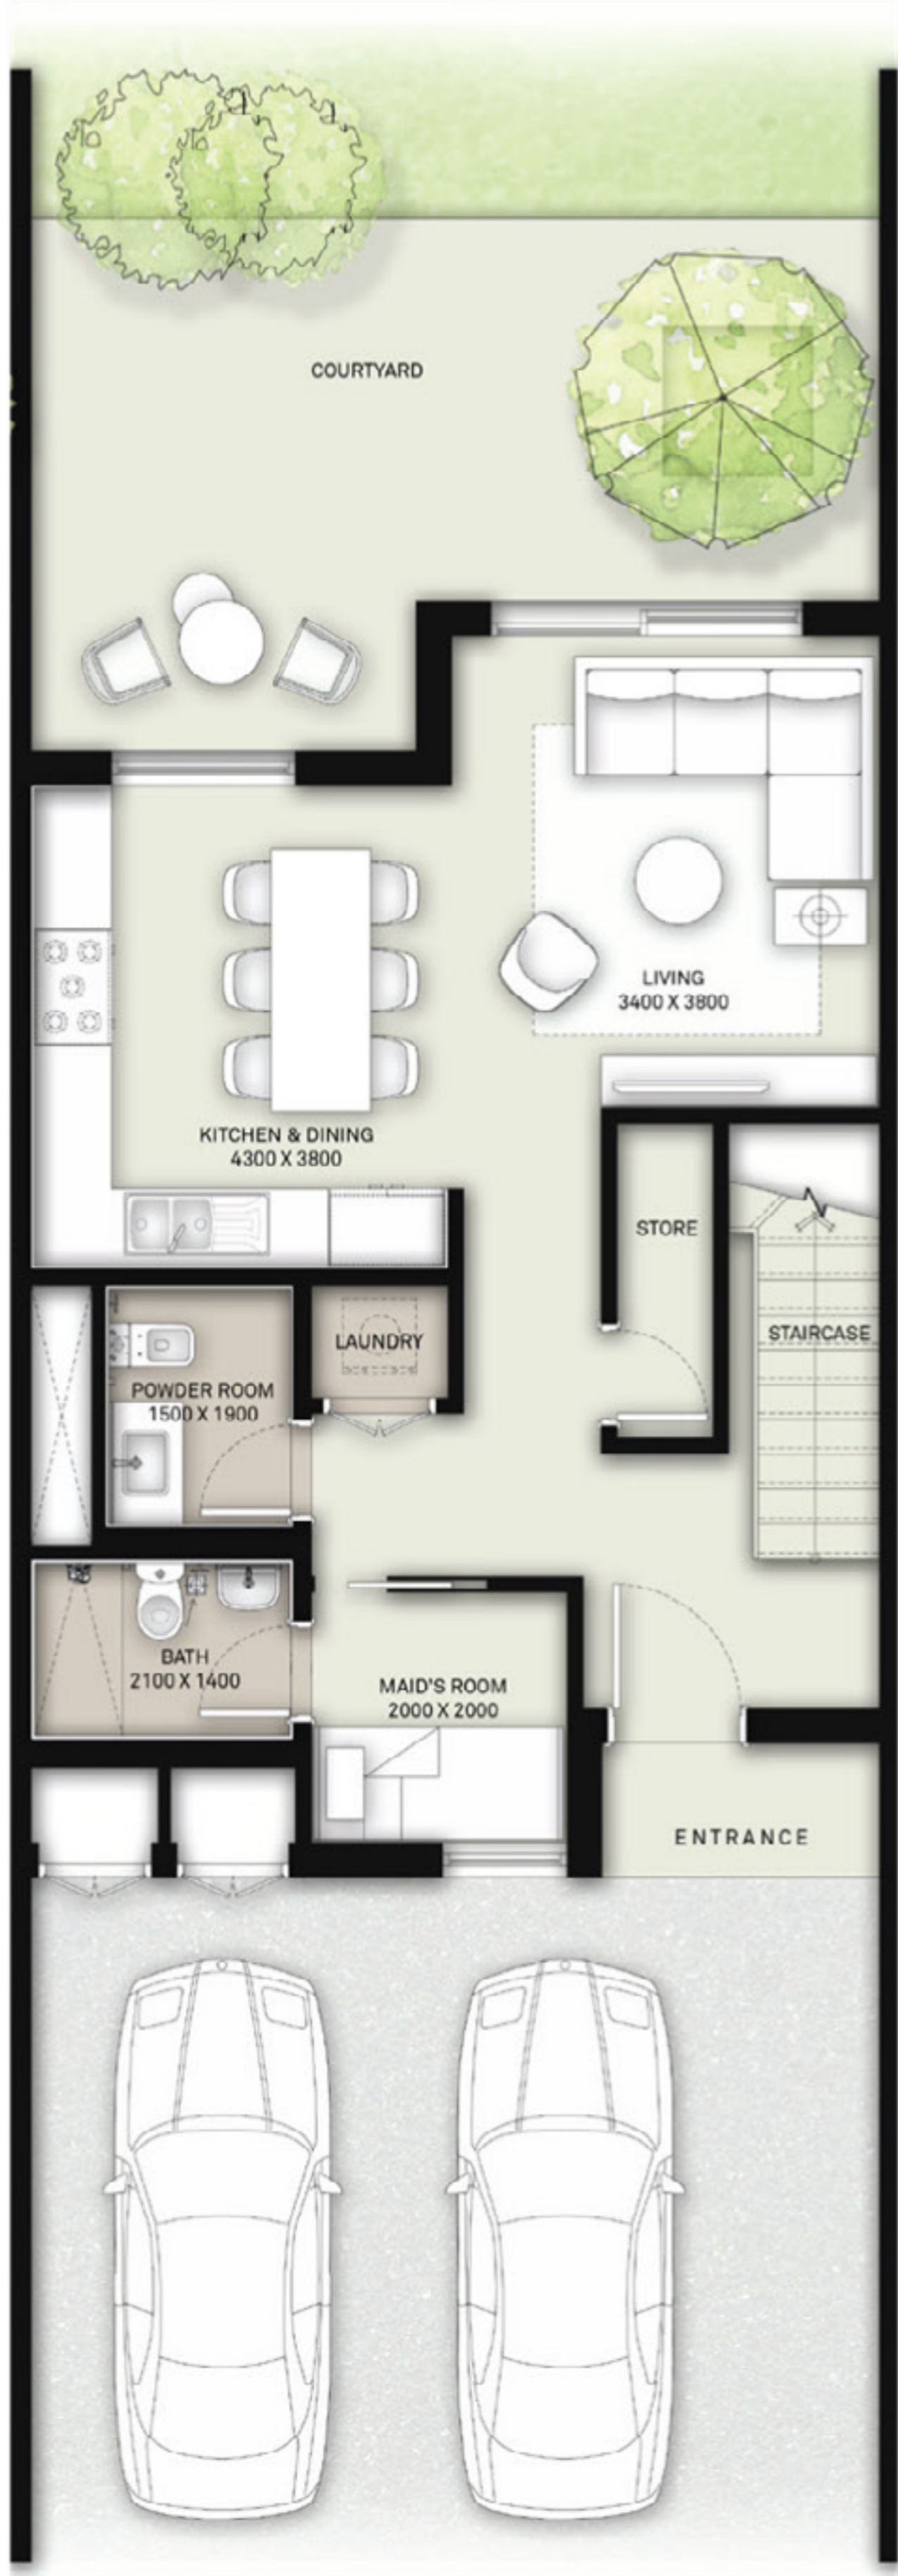 COURTYARD
LIVING
3400 X 3800
KITCHEN & DINING
4300 X 3800
STORE
STAIRCASE
LAUNDRY
POWDER ROOM
1500 X 1900
BATH
2100 X 1400
MAID'S ROOM
2000 X 2000
ENTRANCE